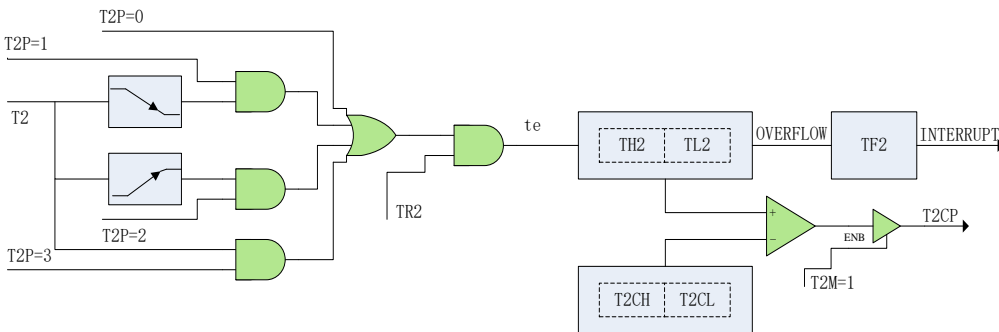 T2P=0
T2P=1
T2
T2P=2
T2P=3
TR2
te
TH2 TL2
OVERFLOW
TF2
INTERRUPT
+
−
ENB
T2CP
T2M=1
T2CH T2CL